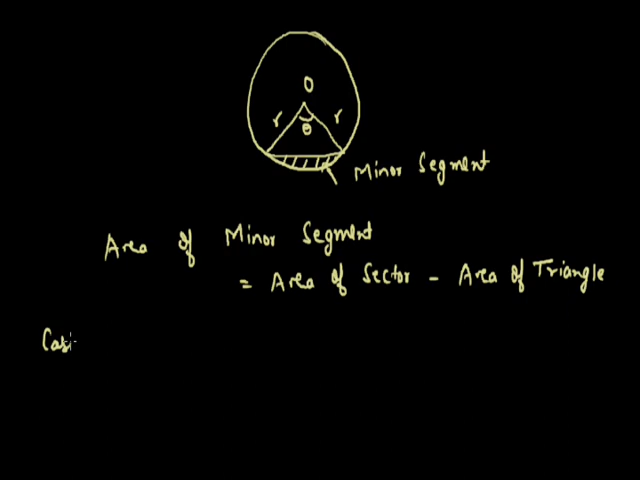 O
r r
θ
Minor Segment
Area of Minor Segment
= Area of Sector - Area of Triangle